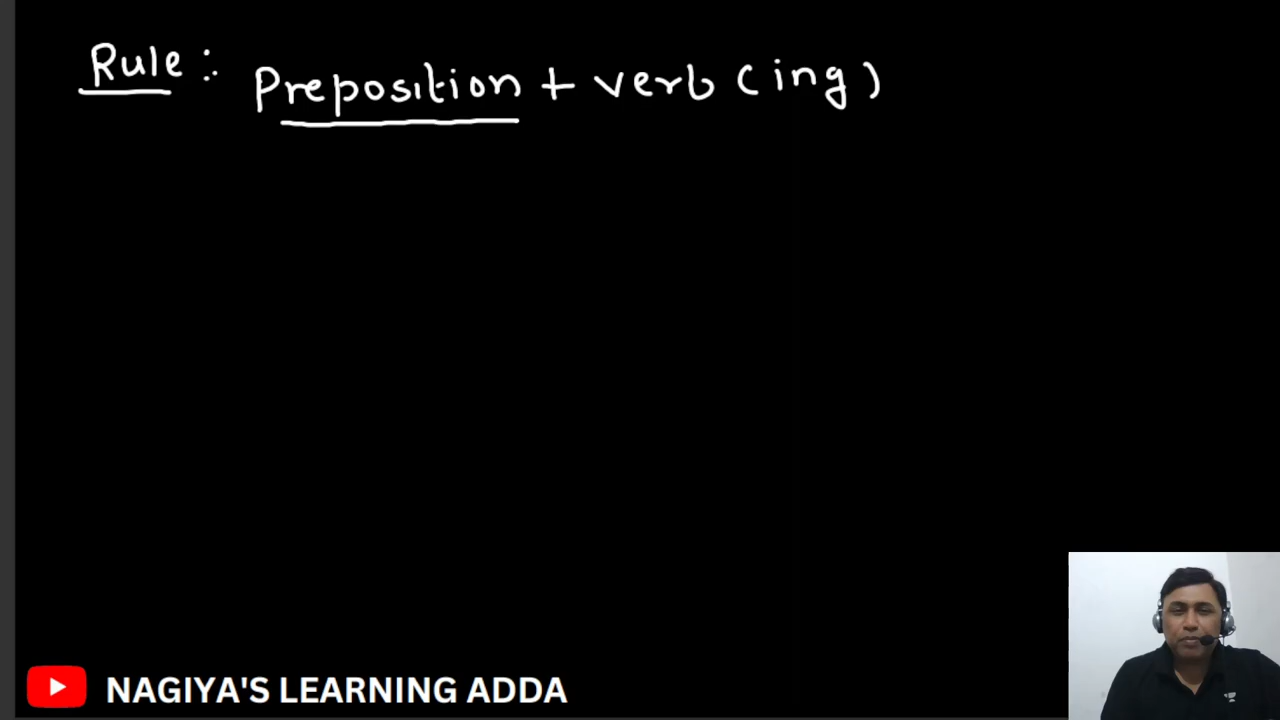 Rule :- Preposition + verb (ing)
NAGIYA'S LEARNING ADDA